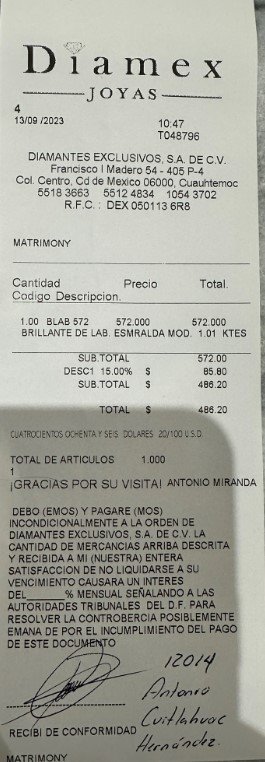 Diamex
JOYAS
4
13/09 /2023 10:47
T048796
DIAMANTES EXCLUSIVOS, S.A. DE C.V.
Francisco I Madero 54 - 405 P-4
Col. Centro, Cd de Mexico 06000, Cuauhtemoc
5518 3663 5512 4834 1054 3702
R.F.C. : DEX 050113 6R8
MATRIMONY
Cantidad Precio Total.
Codigo Descripcion.
1.00 BLAB 572 572.000 572.000
BRILLANTE DE LAB. ESMRALDA MOD. 1.01 KTES
SUB.TOTAL 572.00
DESC1 15.00% $ 85.80
SUB.TOTAL $ 486.20
TOTAL $ 486.20
CUATROCIENTOS OCHENTA Y SEIS DOLARES 20/100 U.S.D.
TOTAL DE ARTICULOS 1.000
1
¡GRACIAS POR SU VISITA! ANTONIO MIRANDA
DEBO (EMOS) Y PAGARE (MOS)
INCONDICIONALMENTE A LA ORDEN DE
DIAMANTES EXCLUSIVOS, S.A. DE C.V. LA
CANTIDAD DE MERCANCIAS ARRIBA DESCRITA
Y RECIBIDA A MI (NUESTRA) ENTERA
SATISFACCION DE NO LIQUIDARSE A SU
VENCIMIENTO CAUSARA UN INTERES
DEL______% MENSUAL SEÑALANDO A LAS
AUTORIDADES TRIBUNALES DEL D.F. PARA
RESOLVER LA CONTROBERCIA POSIBLEMENTE
EMANA DE POR EL INCUMPLIMIENTO DEL PAGO
DE ESTE DOCUMENTO
12014
Antonio
Cuitlahuac
Hernández.
RECIBI DE CONFORMIDAD
MATRIMONY